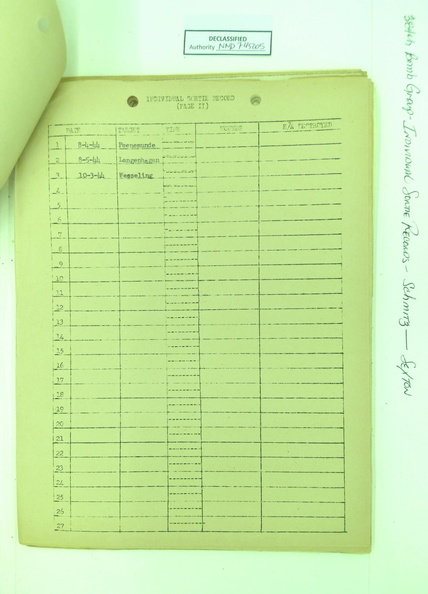 DECLASSIFIED
Authority NND 745005
INDIVIDUAL SORTIE RECORD
(PAGE II)
DATE TARGET TIME E/A DESTROYED
1 8-4-44 Peenemunde
2 8-5-44 Langenhagen
3 10-3-44 Wesseling
4
5
6
7
8
9
10
11
12
13
14
15
16
17
18
19
20
21
22
23
24
25
26
27
Bomb Group - Individual Sortie Records - Schmitz — Sexton